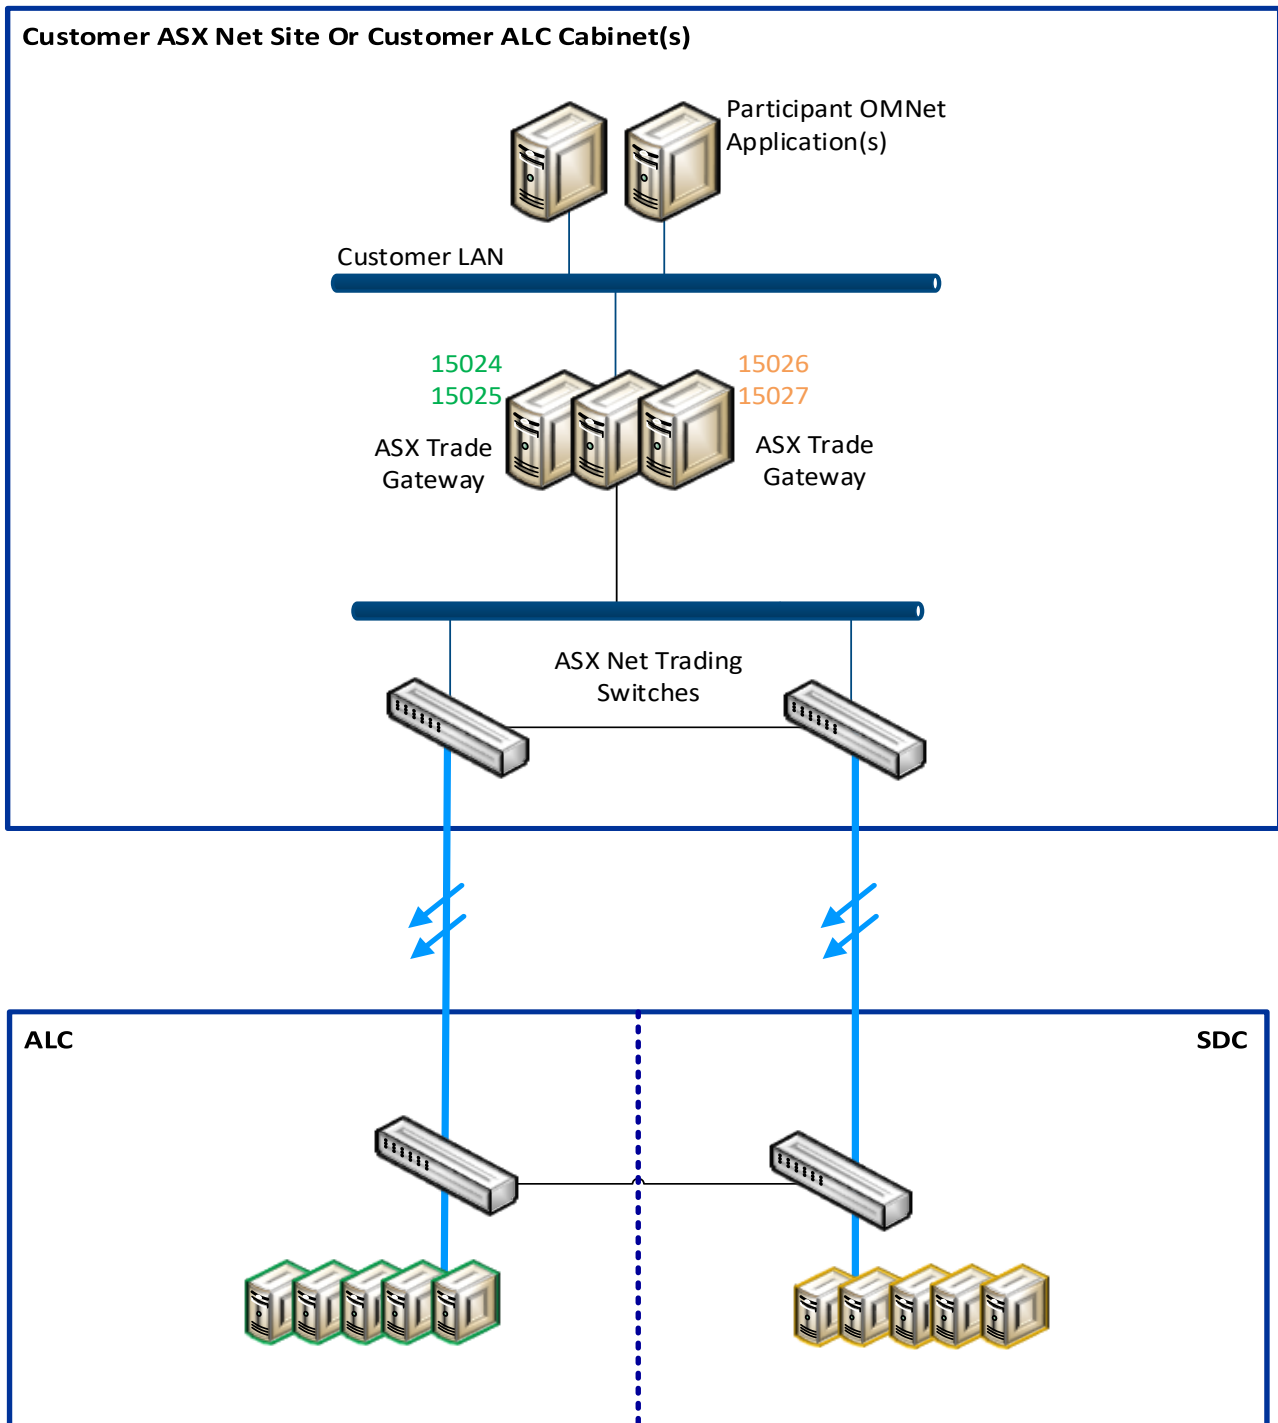 Customer ASX Net Site Or Customer ALC Cabinet(s)
Participant OMNet
Application(s)
Customer LAN
15024
15025
15026
15027
ASX Trade
Gateway
ASX Trade
Gateway
ASX Net Trading
Switches
ALC
SDC